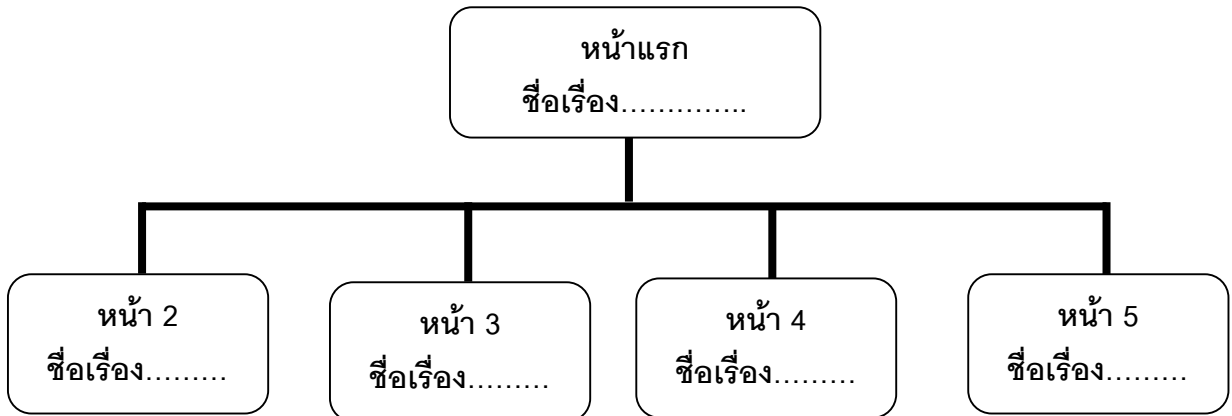 หน้าแรก
ชื่อเรื่อง…………..
หน้า 2
ชื่อเรื่อง………
หน้า 3
ชื่อเรื่อง………
หน้า 4
ชื่อเรื่อง………
หน้า 5
ชื่อเรื่อง………